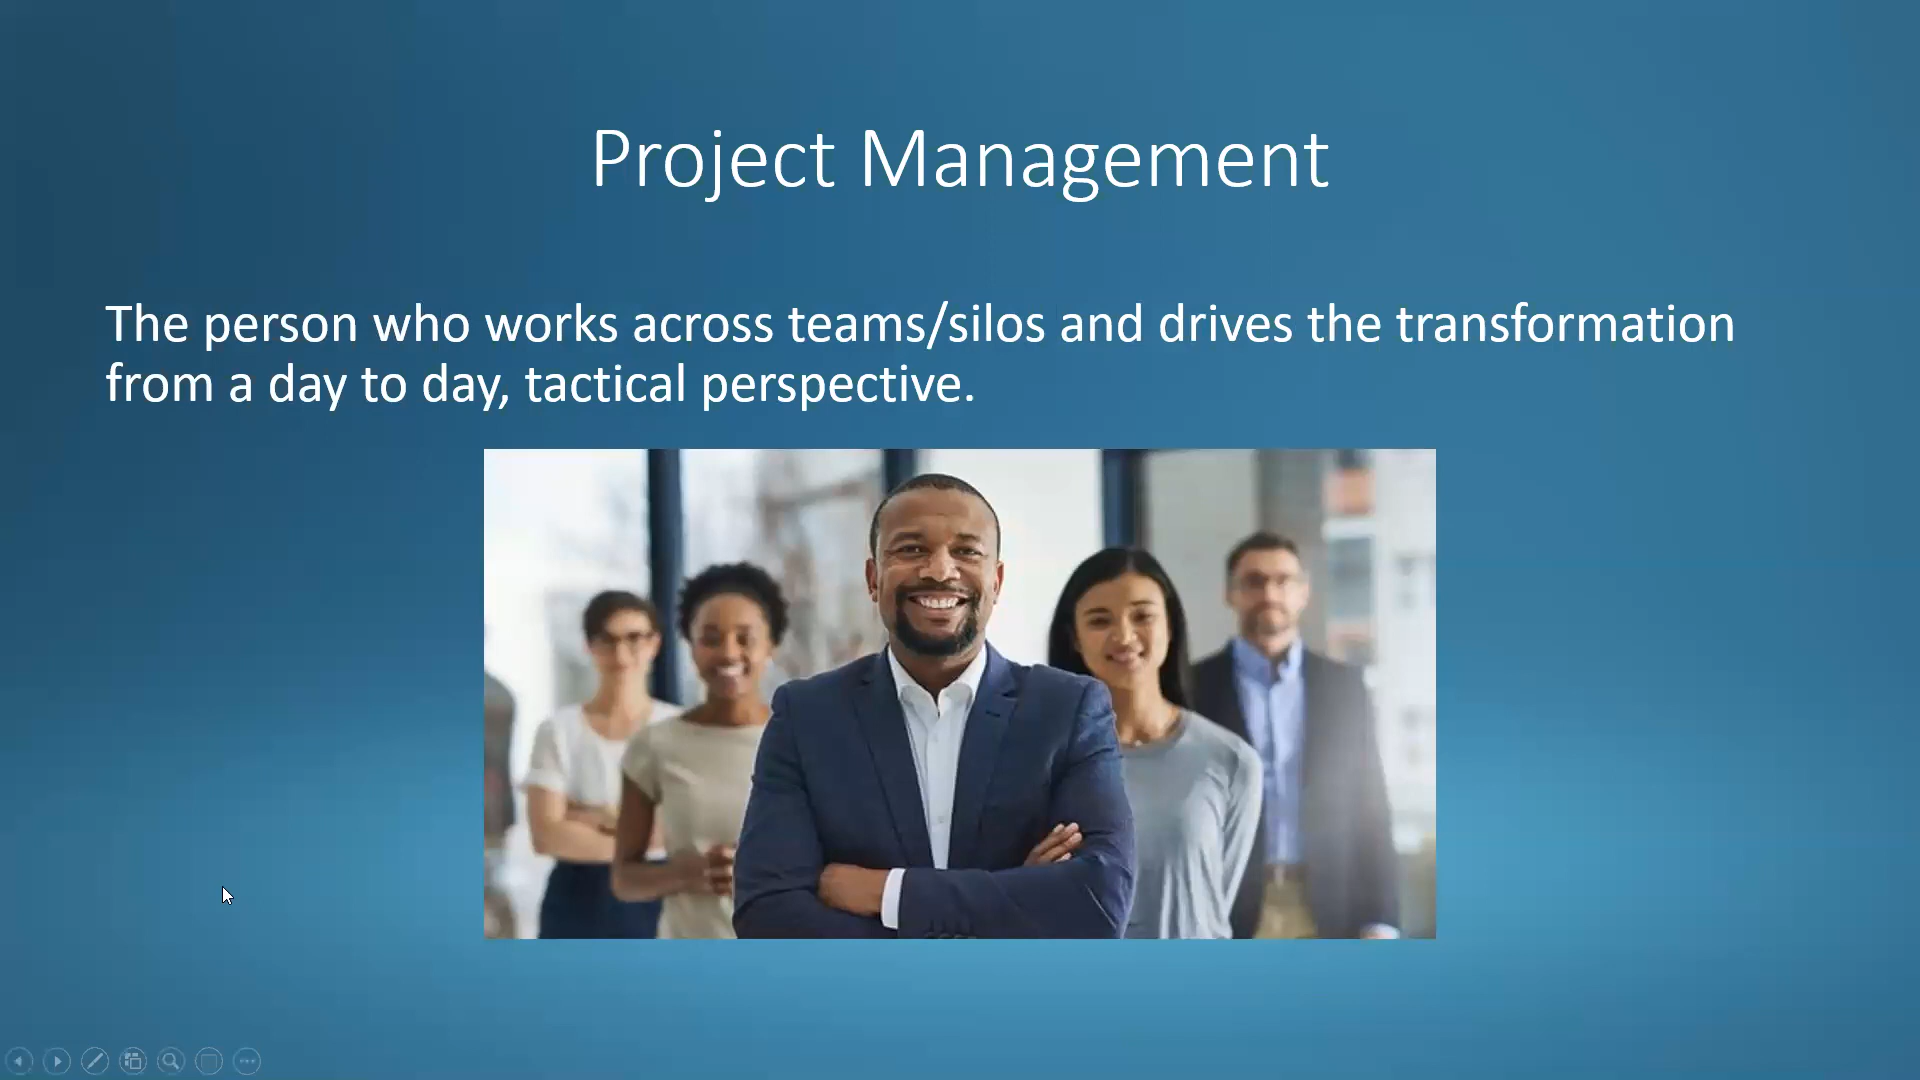 Project Management
The person who works across teams/silos and drives the transformation
from a day to day, tactical perspective.